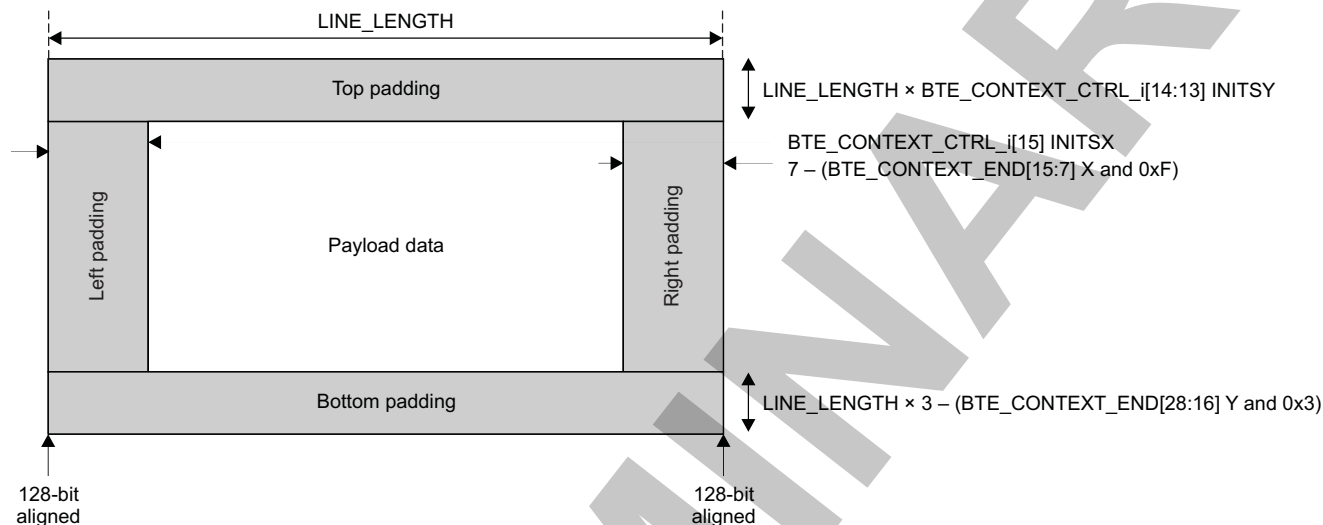 LINE_LENGTH
Top padding
LINE_LENGTH × BTE_CONTEXT_CTRL_i[14:13] INITSY
BTE_CONTEXT_CTRL_i[15] INITSX
7 – (BTE_CONTEXT_END[15:7] X and 0xF)
Left padding
Payload data
Right padding
Bottom padding
LINE_LENGTH × 3 – (BTE_CONTEXT_END[28:16] Y and 0x3)
128-bit
aligned
128-bit
aligned
MINAR